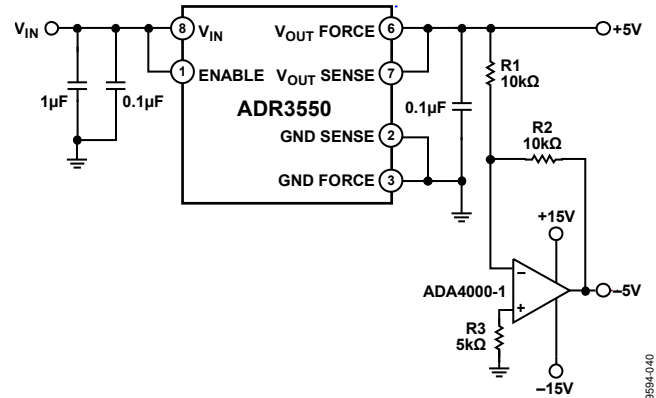 VIN
8
VIN
VOUT FORCE
6
+5V
1
ENABLE
VOUT SENSE
7
R1
10kΩ
1µF
0.1µF
ADR3550
0.1µF
R2
10kΩ
GND SENSE
2
GND FORCE
3
+15V
ADA4000-1
–
+
–5V
R3
5kΩ
–15V
9594-040